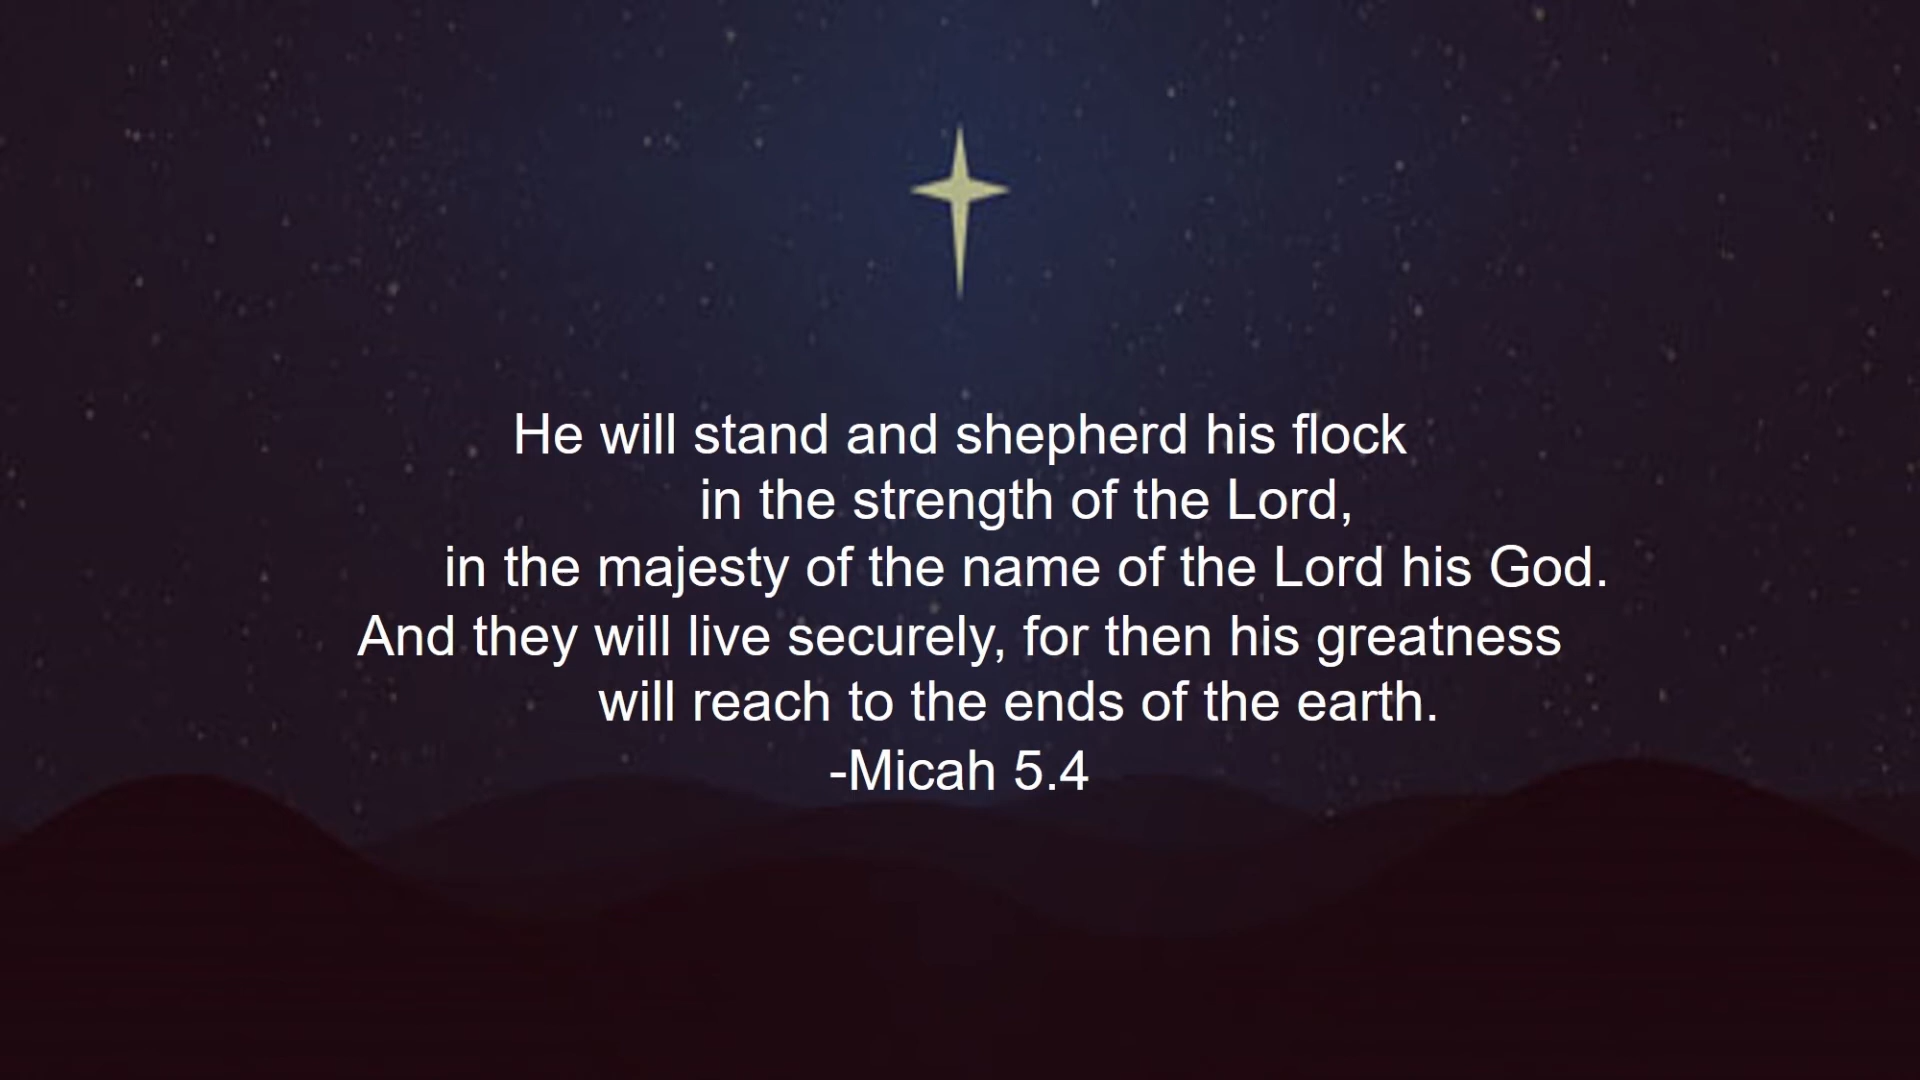 He will stand and shepherd his flock
in the strength of the Lord,
in the majesty of the name of the Lord his God.
And they will live securely, for then his greatness
will reach to the ends of the earth.
-Micah 5.4